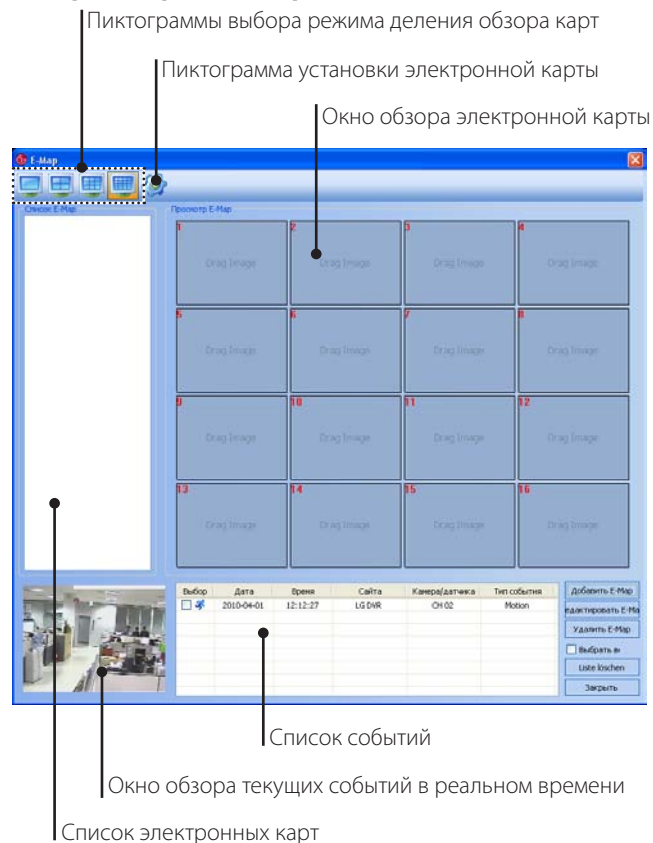 Пиктограммы выбора режима деления обзора карт
Пиктограмма установки электронной карты
Окно обзора электронной карты
E-Map
Список E-Map
Просмотр E-Map
1 2 3 4
Drag Image Drag Image Drag Image Drag Image
5 6 7 8
Drag Image Drag Image Drag Image Drag Image
9 10 11 12
Drag Image Drag Image Drag Image Drag Image
13 14 15 16
Drag Image Drag Image Drag Image Drag Image
Выбор Дата Время Сайта Камера/датчика Тип события
2010-04-01 12:12:27 LG DVR CH 02 Motion
Добавить E-Map
едактировать E-Ma
Удалить E-Map
Выбрать в
Liste löschen
Закрыть
Список событий
Окно обзора текущих событий в реальном времени
Список электронных карт